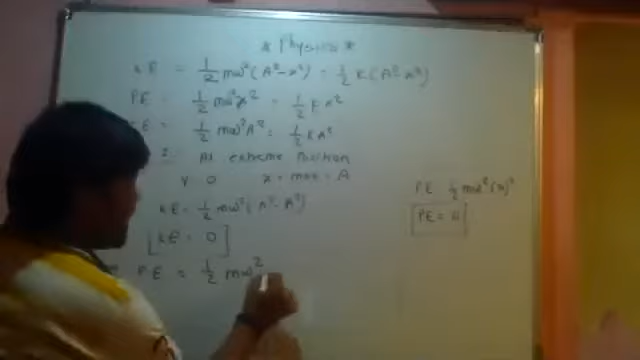 * Physics *
KE = 1/2 mω²(A²-x²) = 1/2 K(A²-x²)
PE = 1/2 mω²x² = 1/2 Kx²
E = 1/2 mω²A² = 1/2 KA²
2: At extreme Position
V 0 x = max = A
KE = 1/2 mω²(A²-A²)
[KE = 0]
PE = 1/2 mω²
PE 1/2 mω²(x)²
PE = 0